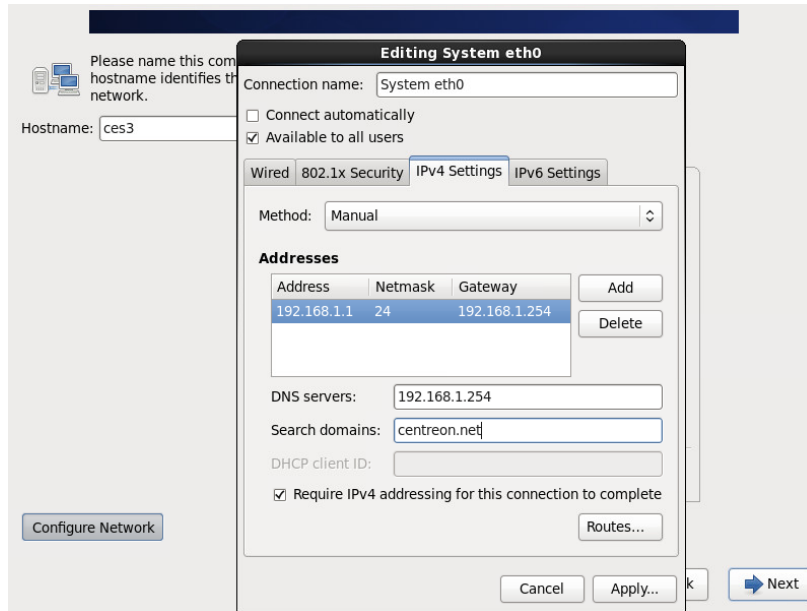 Editing System eth0
Please name this com
hostname identifies th
network.
Hostname: ces3
Connection name: System eth0
Connect automatically
Available to all users
Wired 802.1x Security IPv4 Settings IPv6 Settings
Method: Manual
Addresses
Address Netmask Gateway
192.168.1.1 24 192.168.1.254
Add
Delete
DNS servers: 192.168.1.254
Search domains: centreon.net
DHCP client ID:
Require IPv4 addressing for this connection to complete
Routes...
Configure Network
Cancel Apply...
k Next